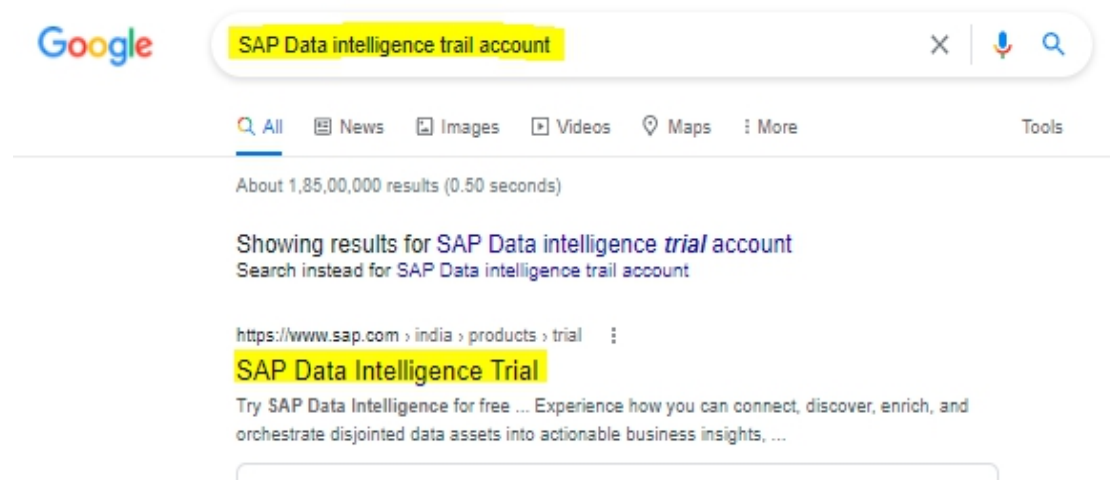 Google
SAP Data intelligence trail account
All News Images Videos Maps More Tools
About 1,85,00,000 results (0.50 seconds)
Showing results for SAP Data intelligence trial account
Search instead for SAP Data intelligence trail account
https://www.sap.com › india › products › trial
SAP Data Intelligence Trial
Try SAP Data Intelligence for free ... Experience how you can connect, discover, enrich, and
orchestrate disjointed data assets into actionable business insights, ...